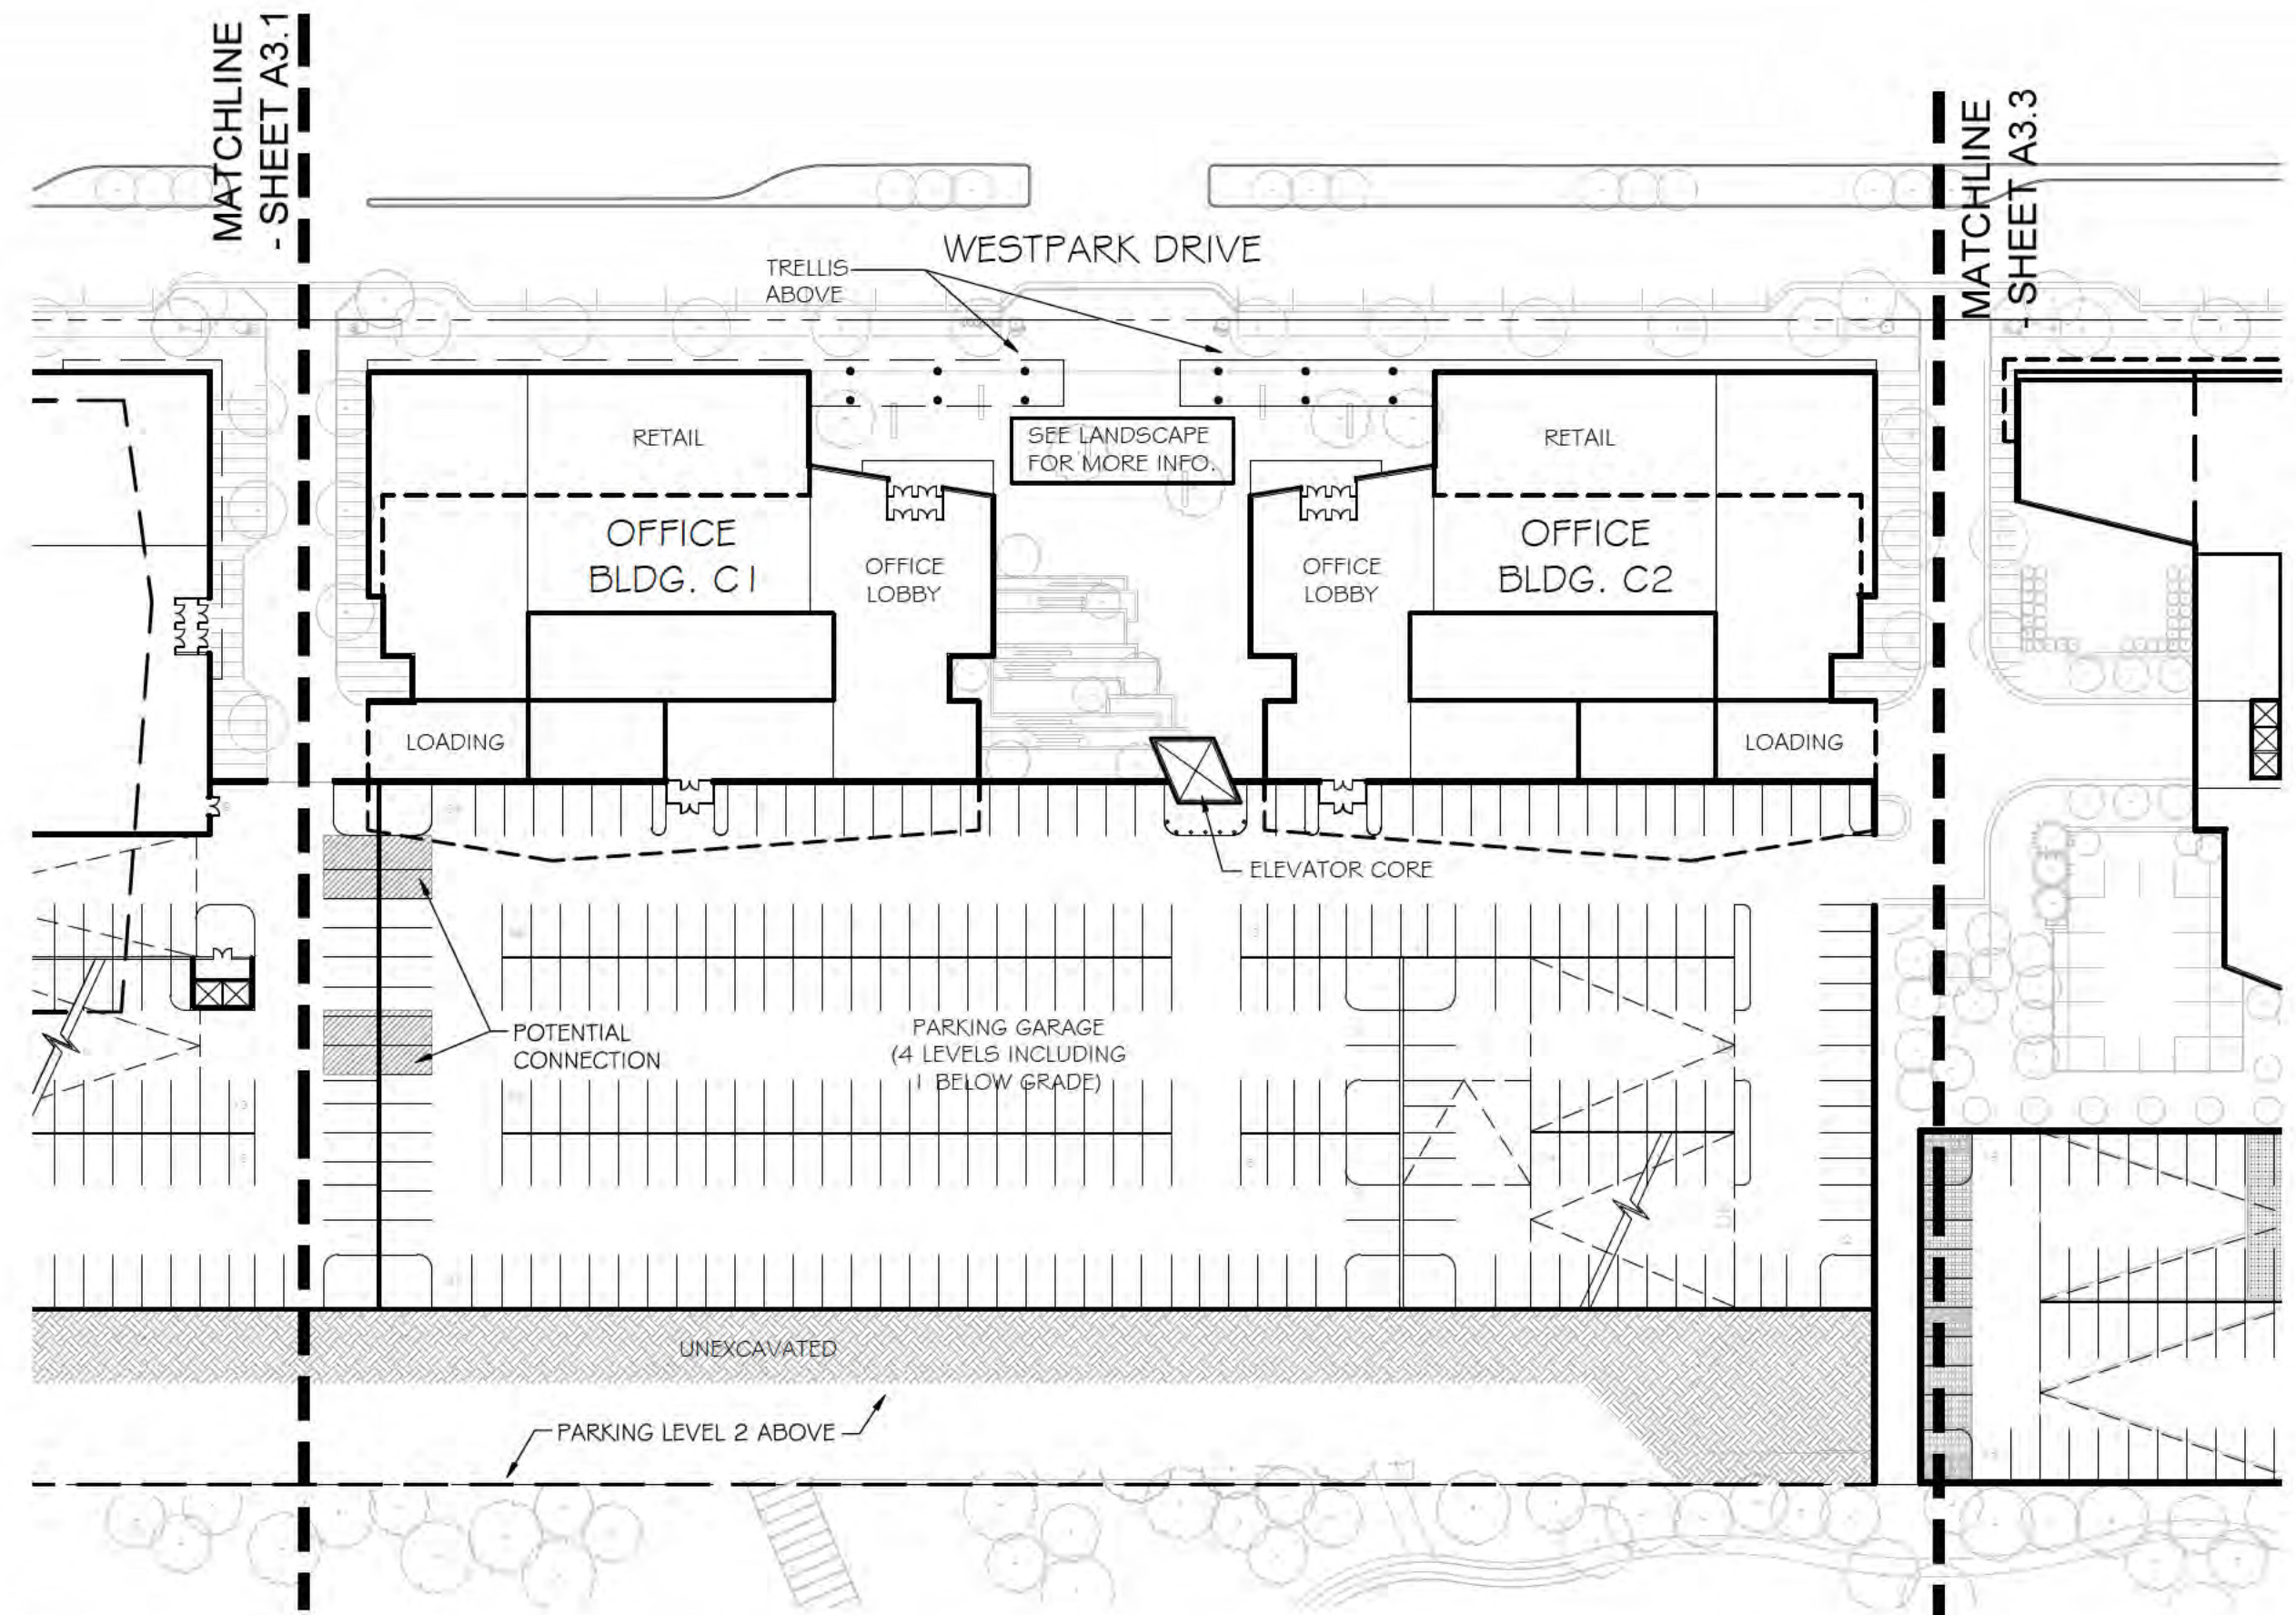 MATCHLINE
- SHEET A3.1
MATCHLINE
- SHEET A3.3
WESTPARK DRIVE
TRELLIS
ABOVE
RETAIL
SEE LANDSCAPE
FOR MORE INFO.
RETAIL
OFFICE
BLDG. C1
OFFICE
LOBBY
OFFICE
LOBBY
OFFICE
BLDG. C2
LOADING
LOADING
ELEVATOR CORE
POTENTIAL
CONNECTION
PARKING GARAGE
(4 LEVELS INCLUDING
1 BELOW GRADE)
UNEXCAVATED
PARKING LEVEL 2 ABOVE